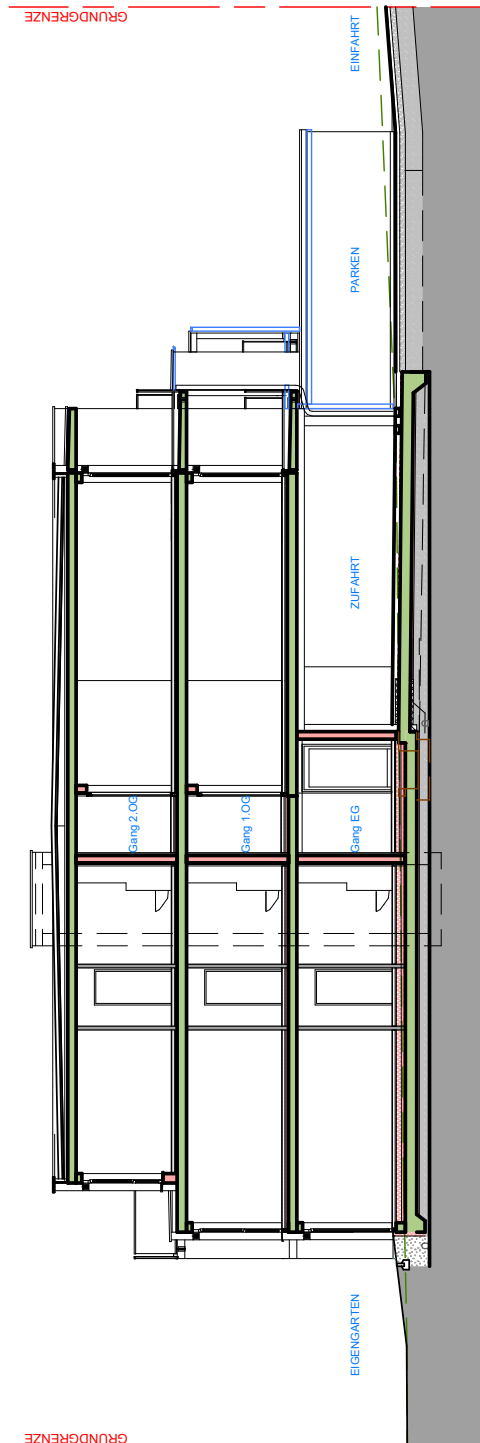 GRUNDGRENZE
EINFAHRT
PARKEN
ZUFAHRT
Gang 2.OG
Gang 1.OG
Gang EG
EIGENGARTEN
GRUNDGRENZE